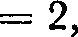 = 2,